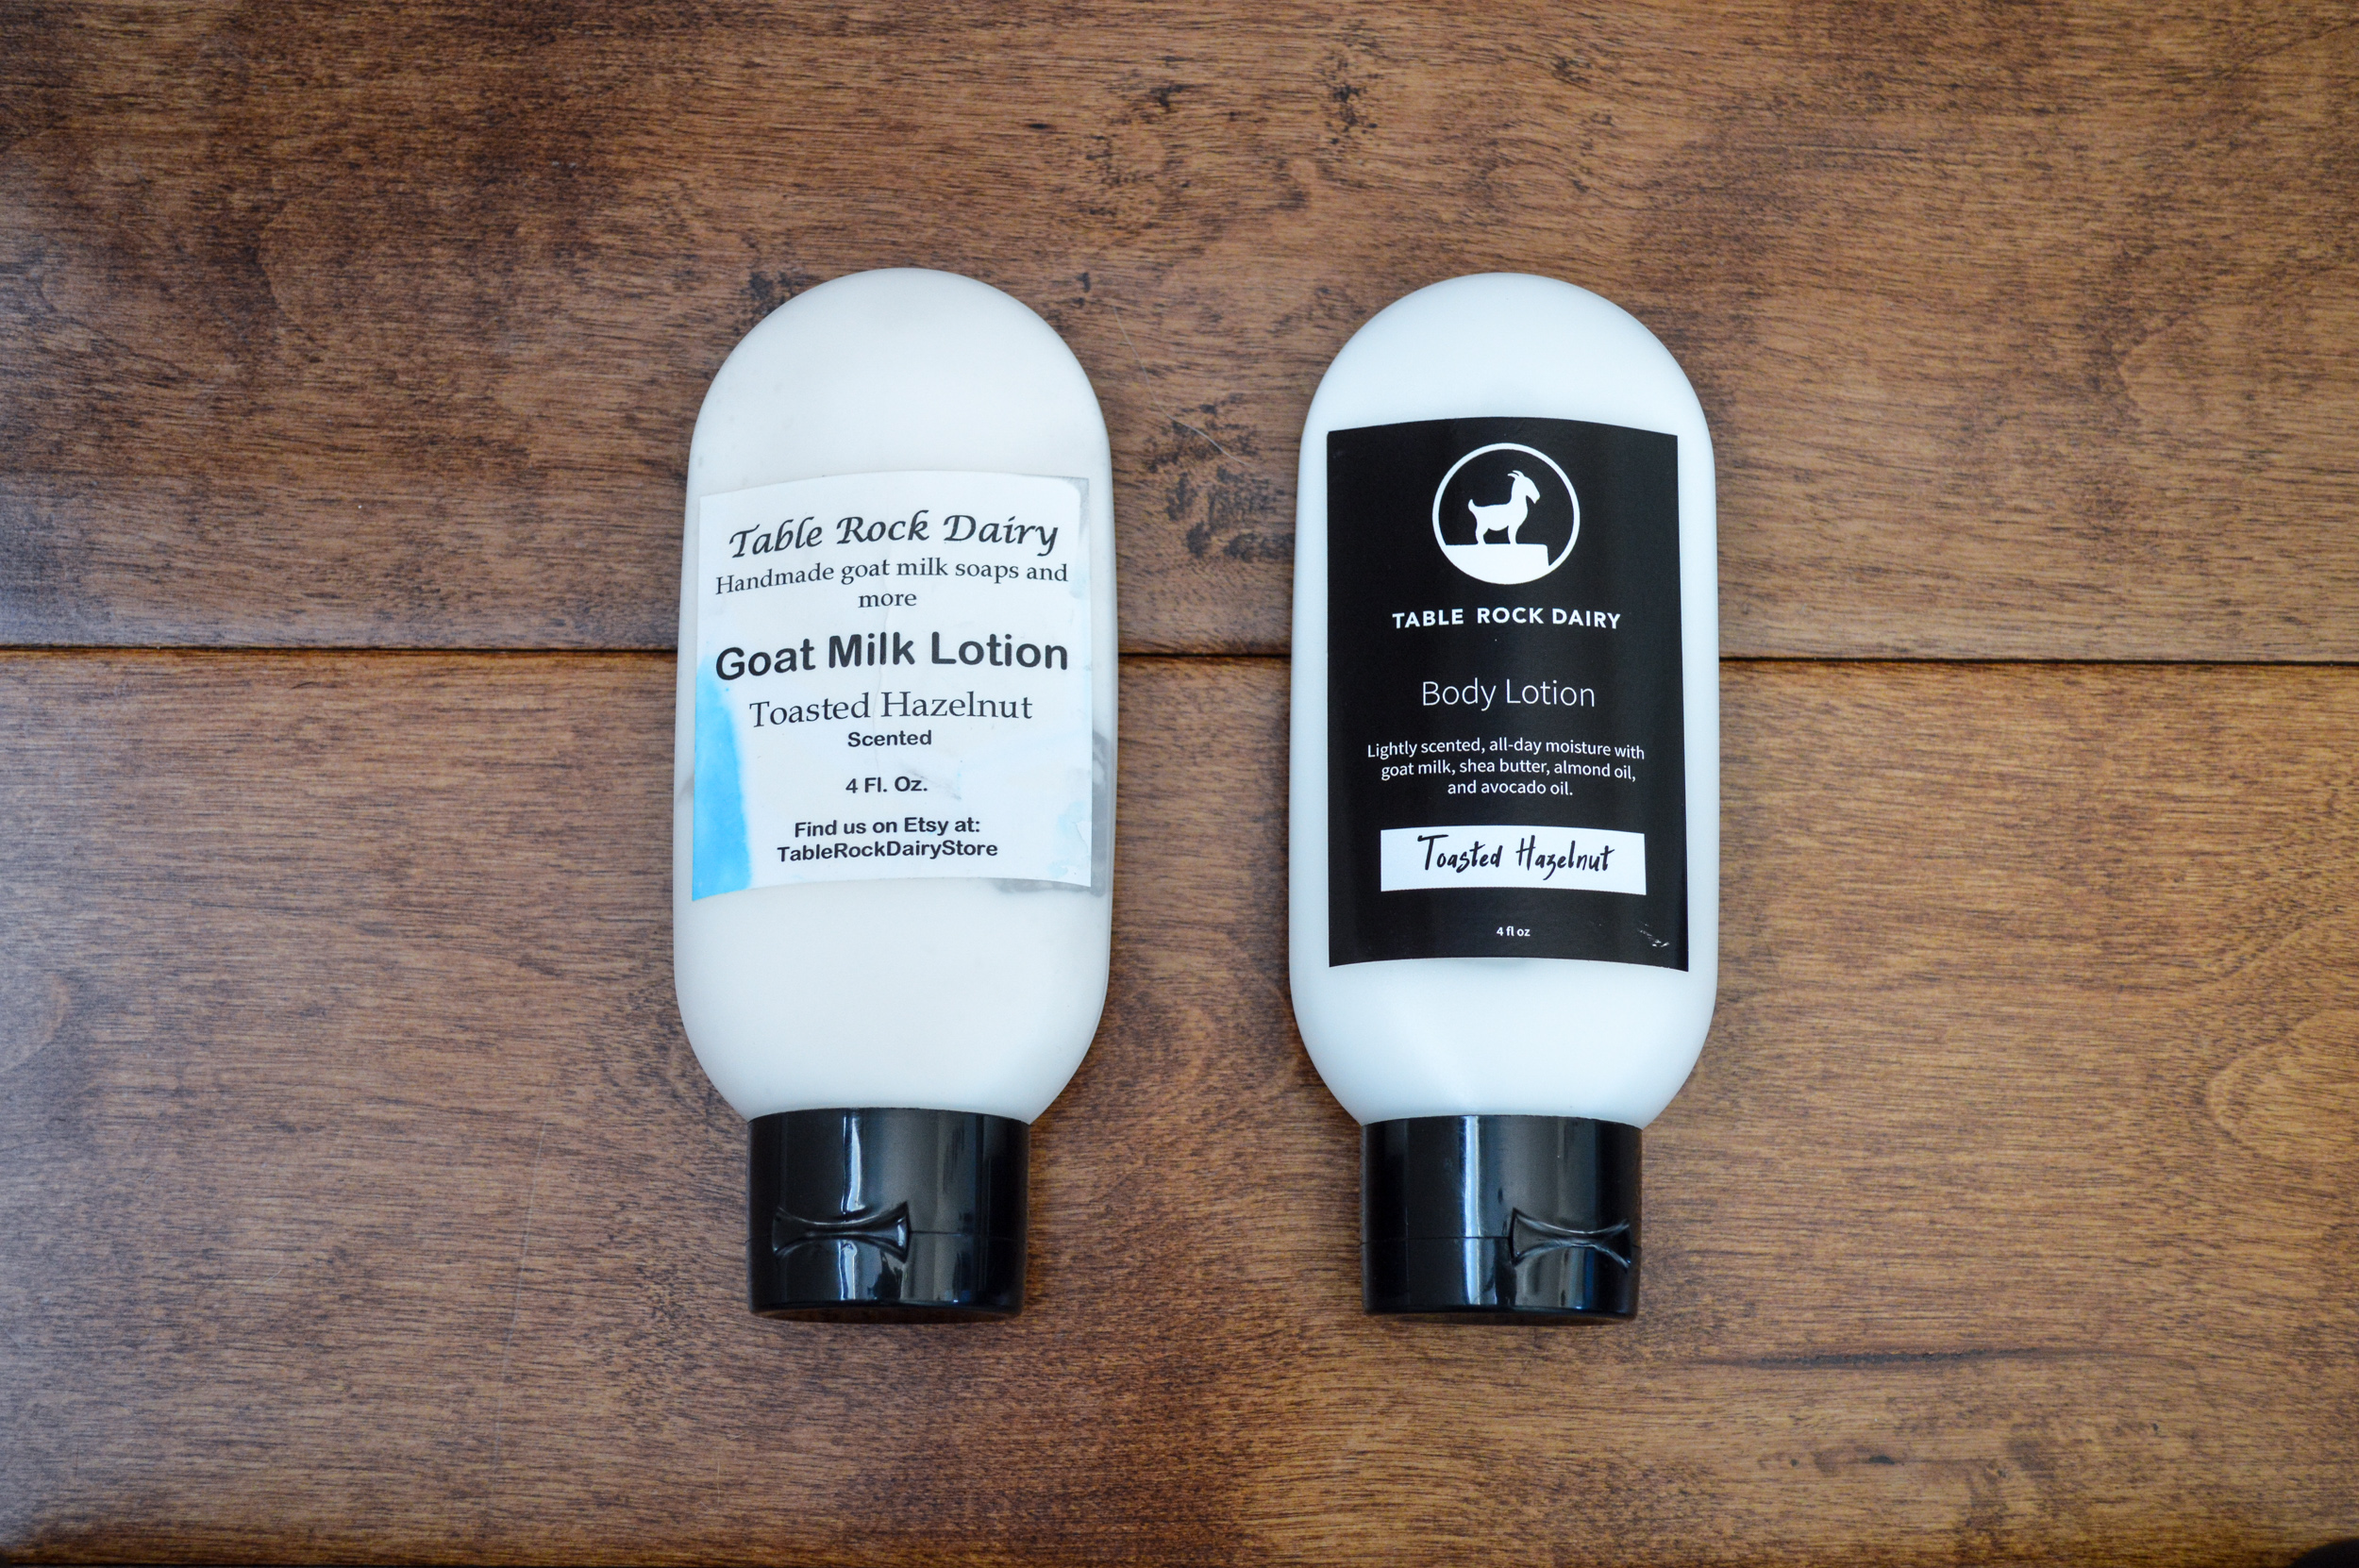 Table Rock Dairy
Handmade goat milk soaps and
more
Goat Milk Lotion
Toasted Hazelnut
Scented
4 Fl. Oz.
Find us on Etsy at:
TableRockDairyStore
TABLE ROCK DAIRY
Body Lotion
Lightly scented, all-day moisture with
goat milk, shea butter, almond oil,
and avocado oil.
Toasted Hazelnut
4 fl oz